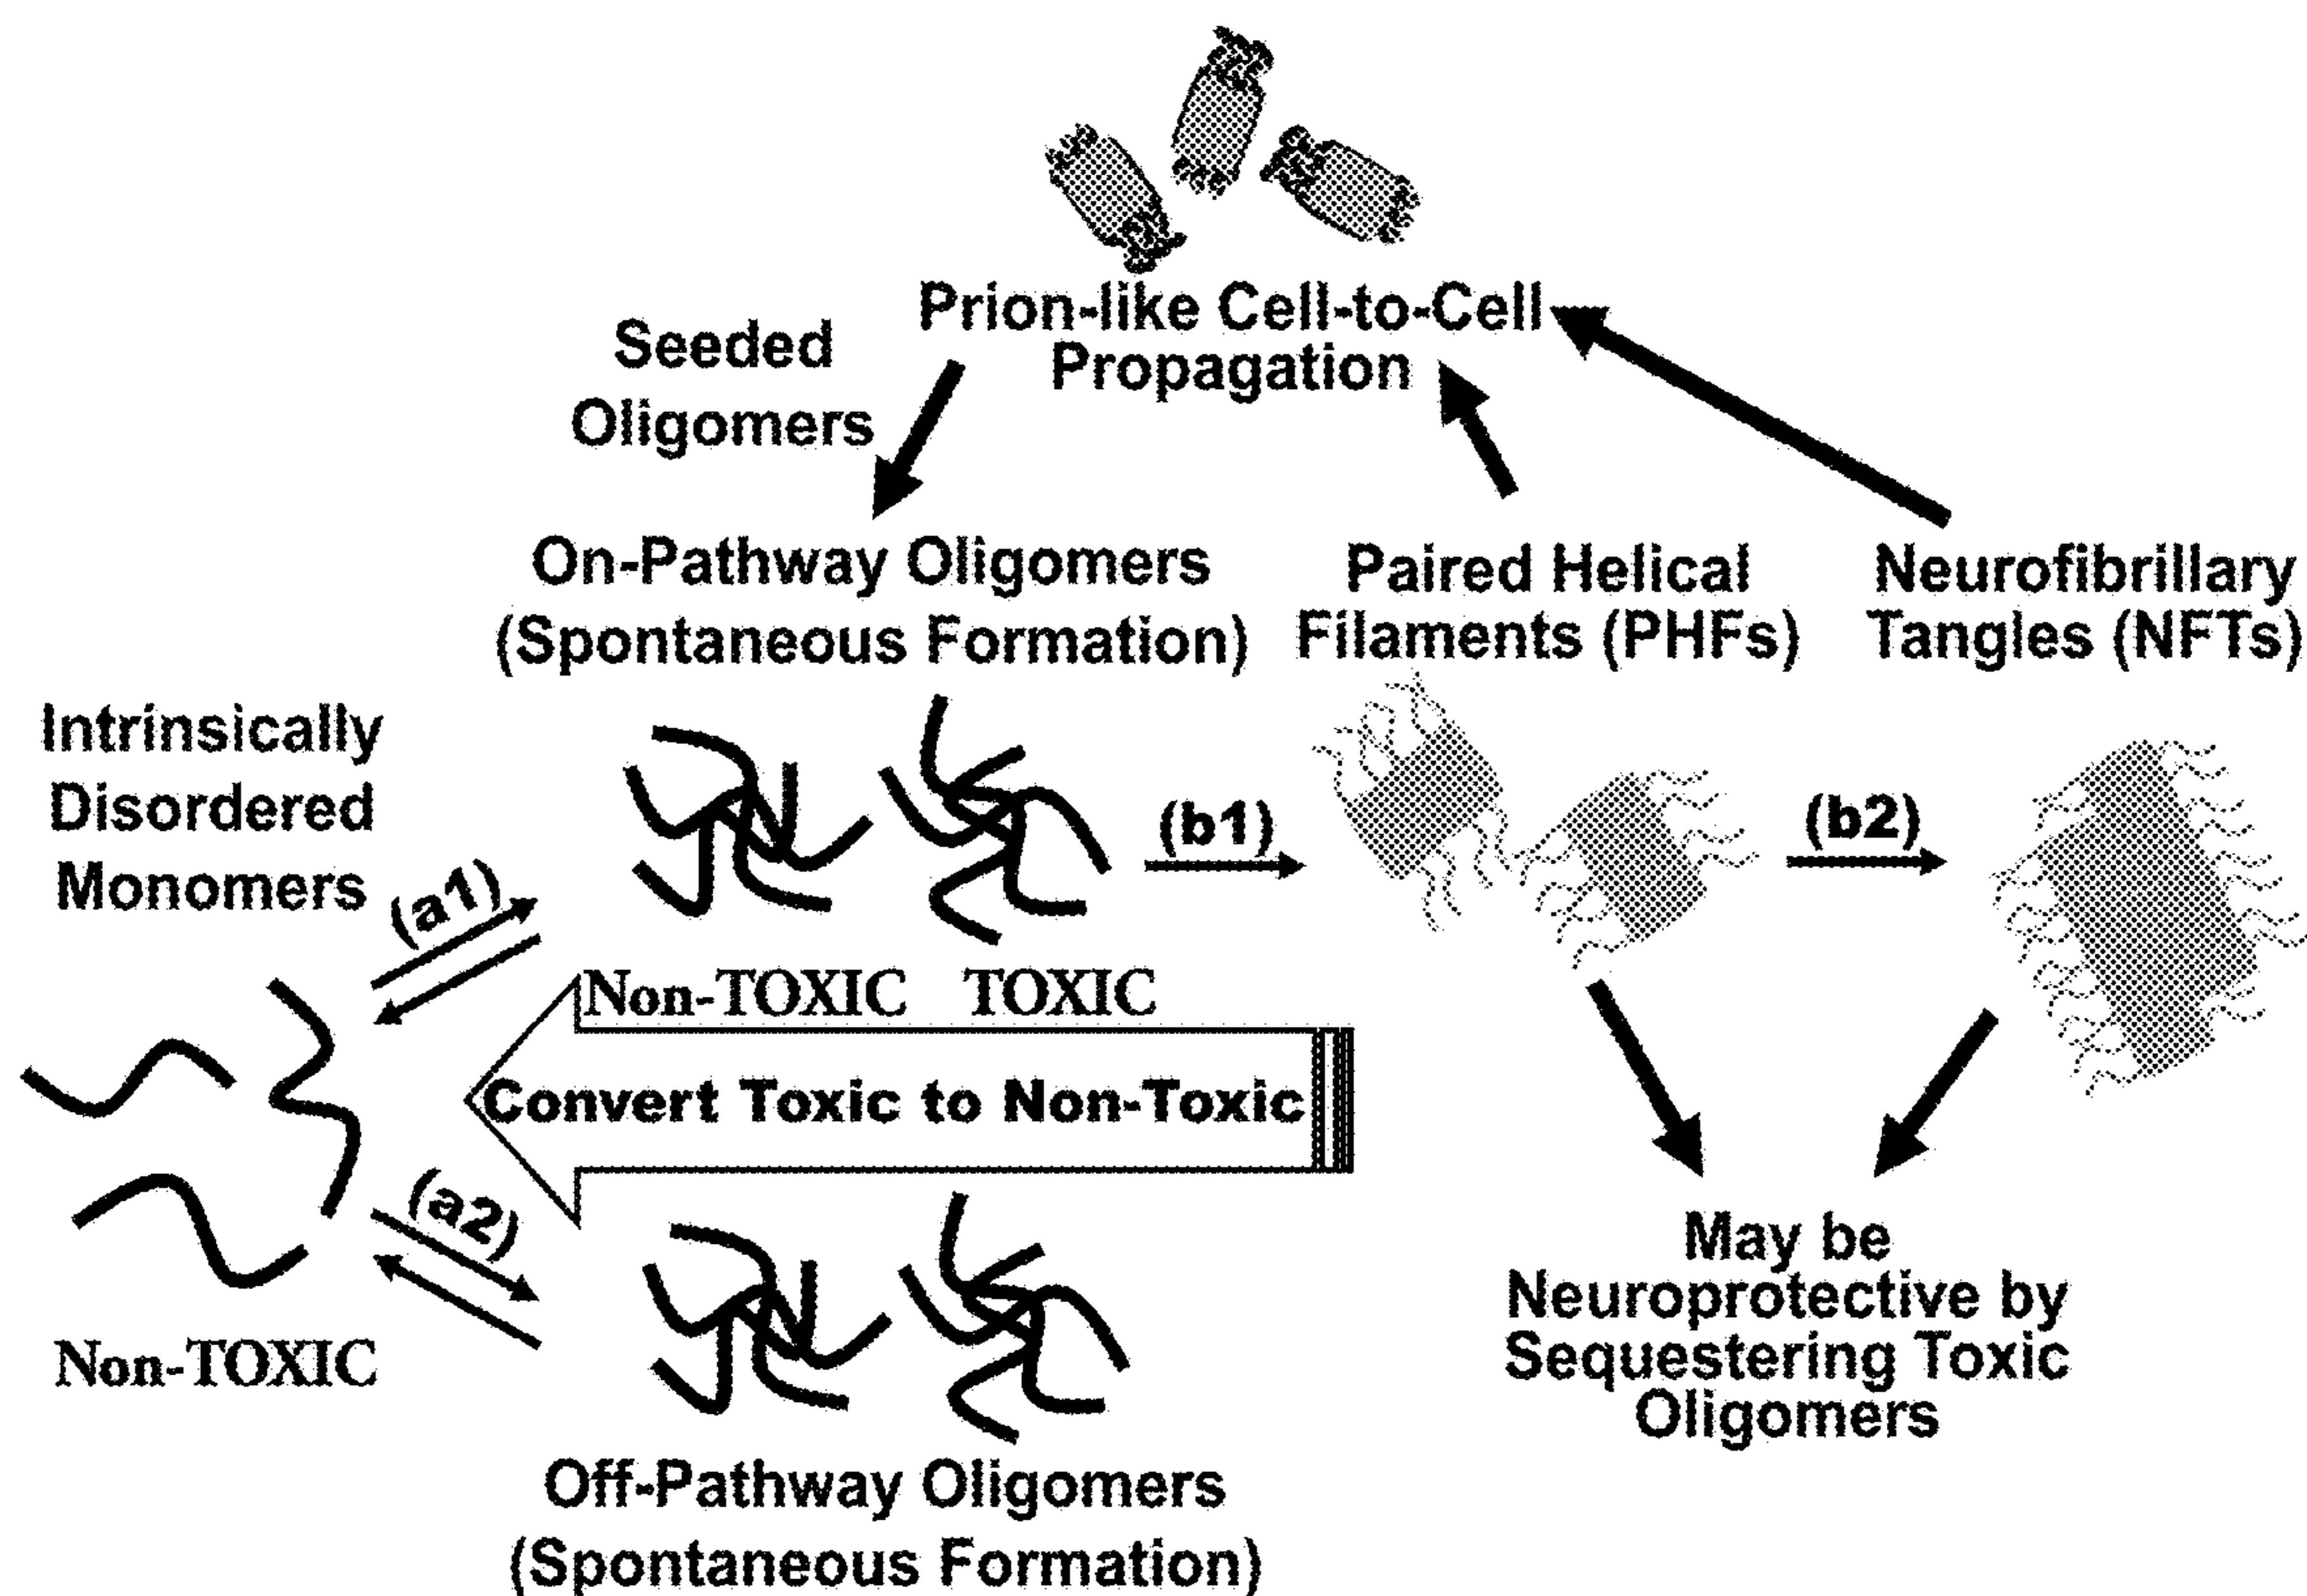 Prion-like Cell-to-Cell
Propagation
Seeded
Oligomers
On-Pathway Oligomers
(Spontaneous Formation)
Paired Helical
Filaments (PHFs)
Neurofibrillary
Tangles (NFTs)
Intrinsically
Disordered
Monomers
(a1)
(b1)
(b2)
Non-TOXIC TOXIC
Convert Toxic to Non-Toxic
(a2)
Non-TOXIC
May be
Neuroprotective by
Sequestering Toxic
Oligomers
Off-Pathway Oligomers
(Spontaneous Formation)